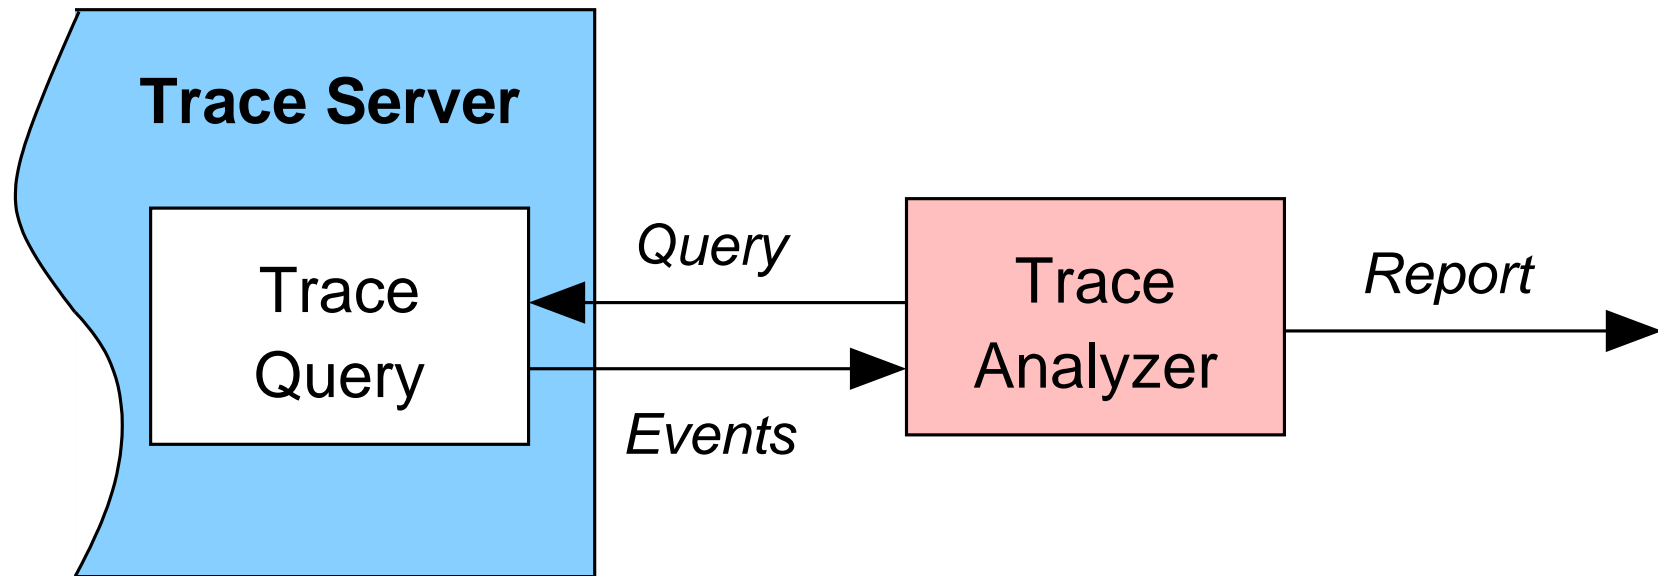 Trace Server
Trace
Query
Query
Events
Trace
Analyzer
Report